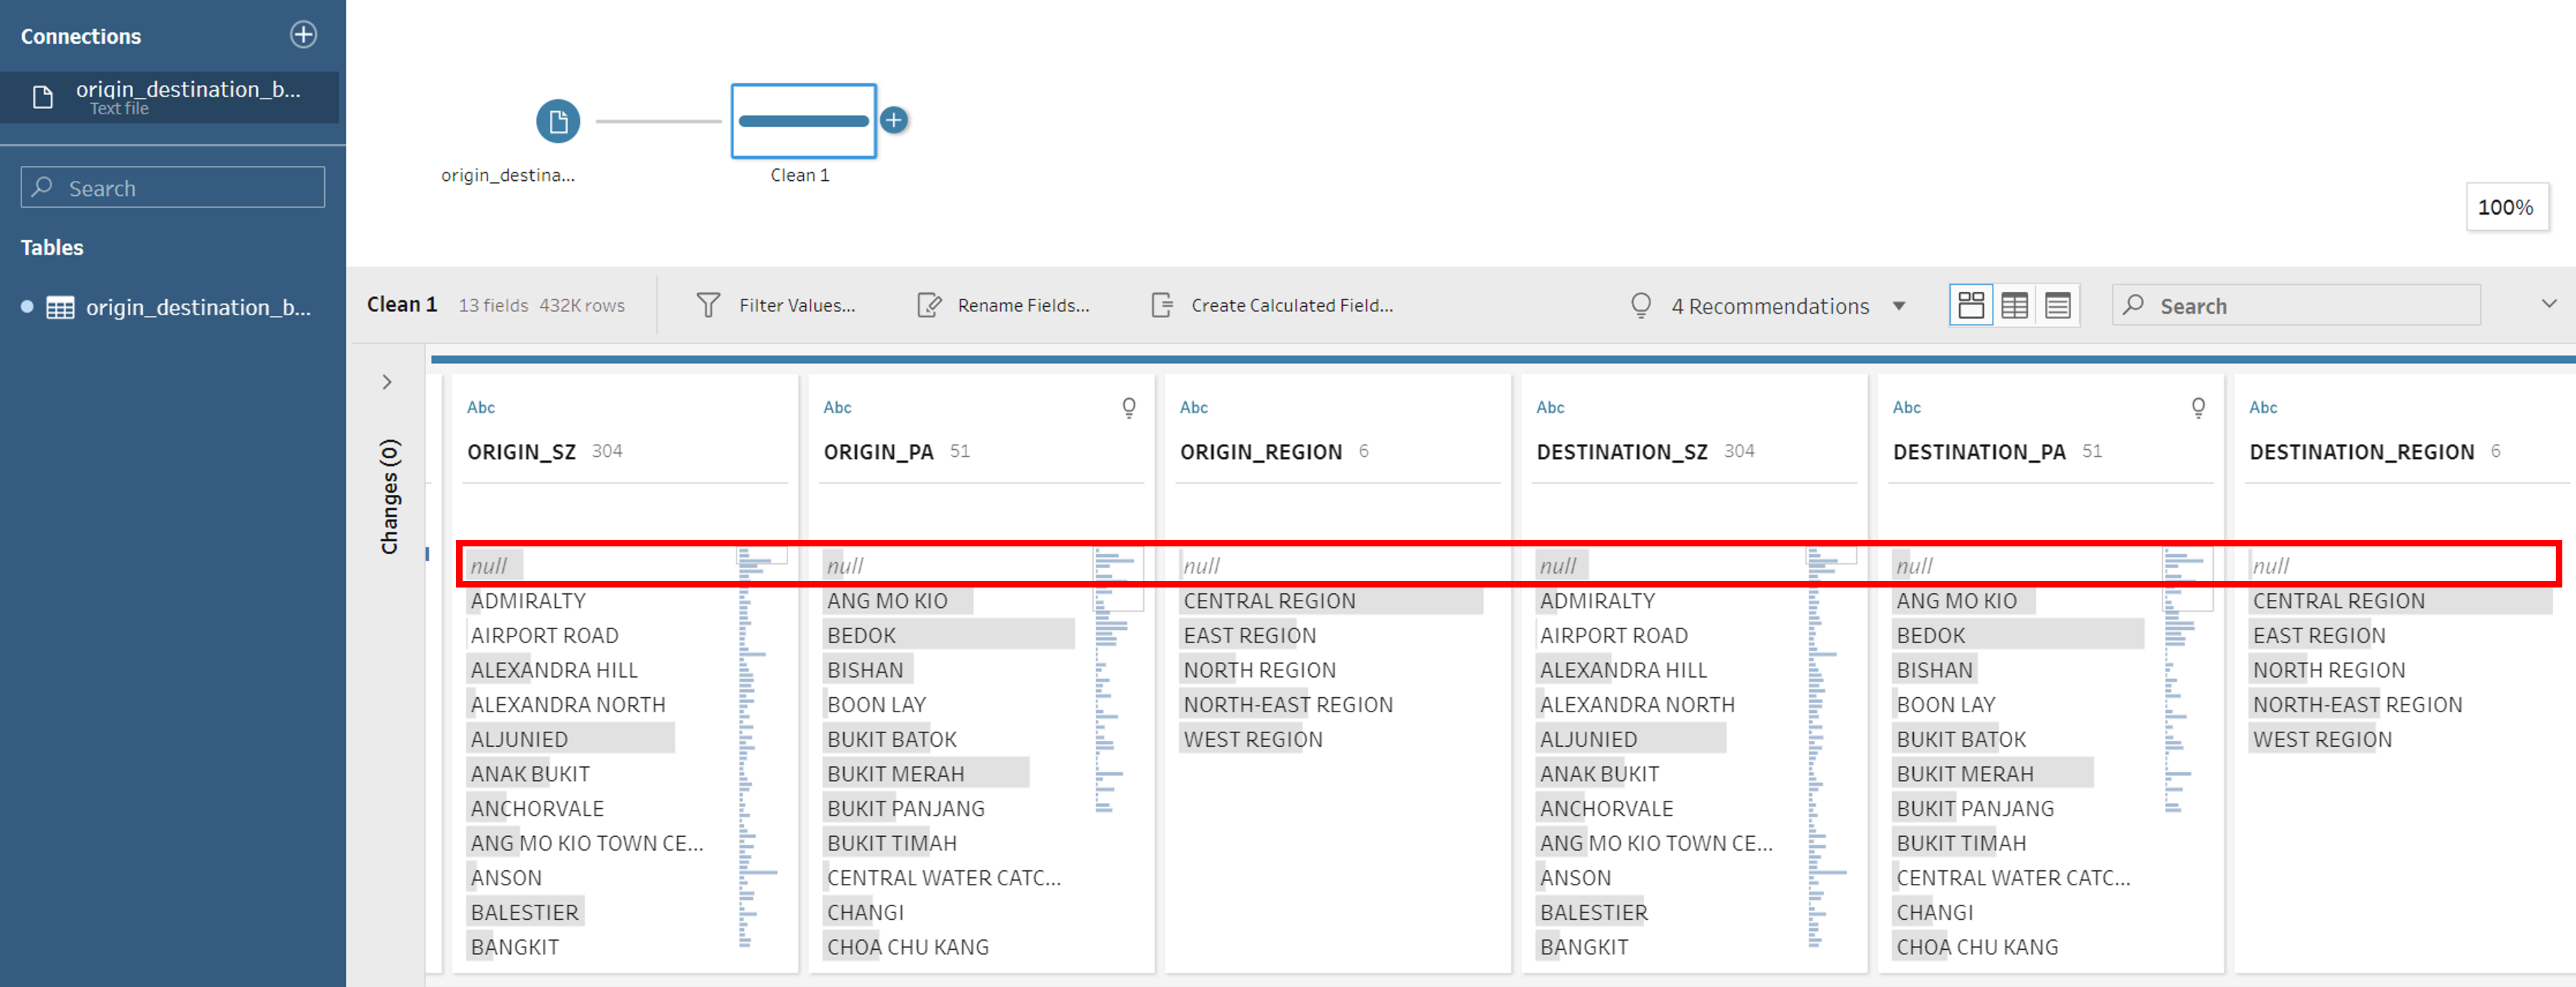 Connections
origin_destination_b...
Text file
Search
Tables
origin_destination_b...
origin_destina...
Clean 1
100%
Clean 1 13 fields 432K rows Filter Values... Rename Fields... Create Calculated Field... 4 Recommendations Search
Changes (0)
Abc
ORIGIN_SZ 304
null
ADMIRALTY
AIRPORT ROAD
ALEXANDRA HILL
ALEXANDRA NORTH
ALJUNIED
ANAK BUKIT
ANCHORVALE
ANG MO KIO TOWN CE...
ANSON
BALESTIER
BANGKIT
Abc
ORIGIN_PA 51
null
ANG MO KIO
BEDOK
BISHAN
BOON LAY
BUKIT BATOK
BUKIT MERAH
BUKIT PANJANG
BUKIT TIMAH
CENTRAL WATER CATC...
CHANGI
CHOA CHU KANG
Abc
ORIGIN_REGION 6
null
CENTRAL REGION
EAST REGION
NORTH REGION
NORTH-EAST REGION
WEST REGION
Abc
DESTINATION_SZ 304
null
ADMIRALTY
AIRPORT ROAD
ALEXANDRA HILL
ALEXANDRA NORTH
ALJUNIED
ANAK BUKIT
ANCHORVALE
ANG MO KIO TOWN CE...
ANSON
BALESTIER
BANGKIT
Abc
DESTINATION_PA 51
null
ANG MO KIO
BEDOK
BISHAN
BOON LAY
BUKIT BATOK
BUKIT MERAH
BUKIT PANJANG
BUKIT TIMAH
CENTRAL WATER CATC...
CHANGI
CHOA CHU KANG
Abc
DESTINATION_REGION 6
null
CENTRAL REGION
EAST REGION
NORTH REGION
NORTH-EAST REGION
WEST REGION